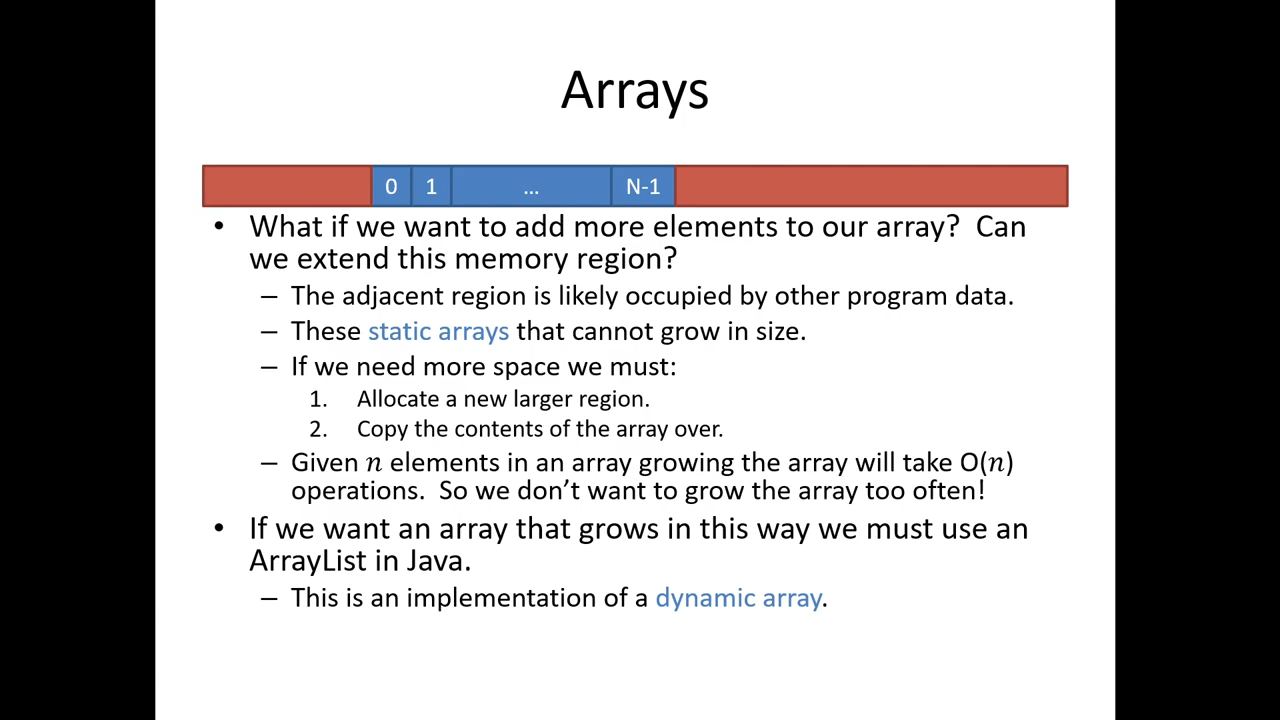 Arrays
0 1 ... N-1
• What if we want to add more elements to our array? Can
we extend this memory region?
– The adjacent region is likely occupied by other program data.
– These static arrays that cannot grow in size.
– If we need more space we must:
1. Allocate a new larger region.
2. Copy the contents of the array over.
– Given n elements in an array growing the array will take O(n)
operations. So we don’t want to grow the array too often!
• If we want an array that grows in this way we must use an
ArrayList in Java.
– This is an implementation of a dynamic array.